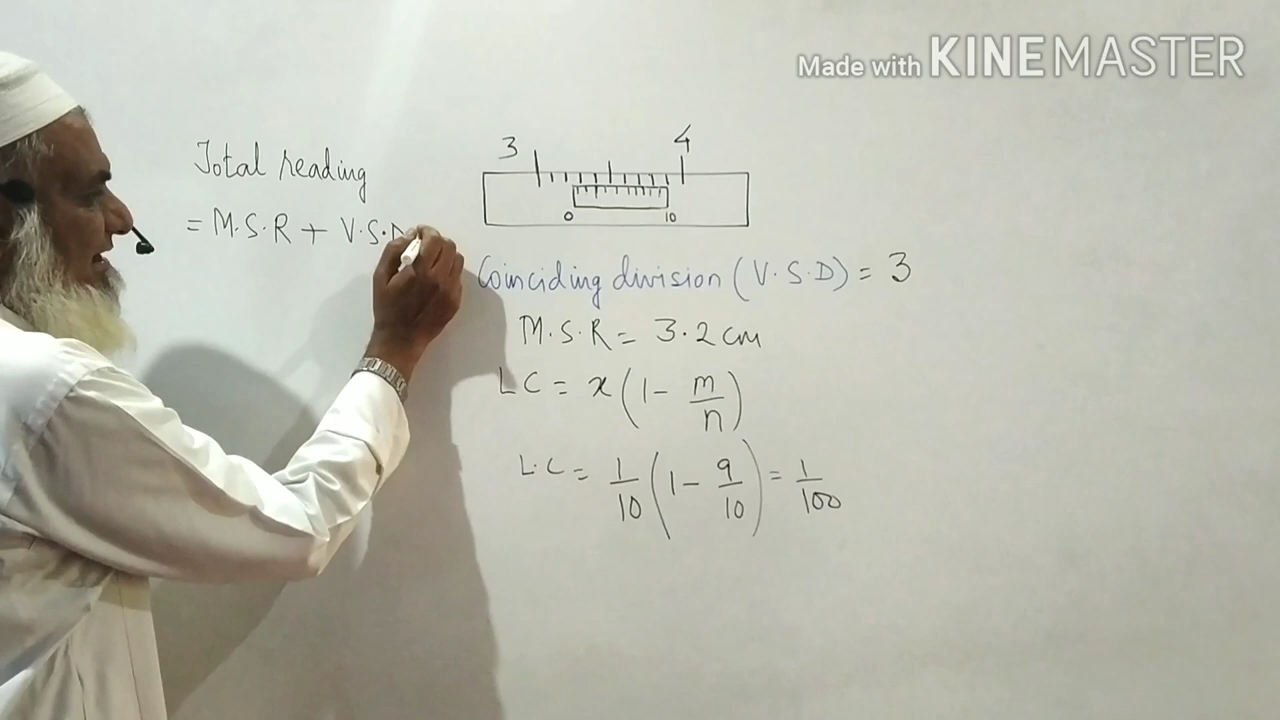 Made with KINEMASTER
Total reading
= M.S.R + V.S.D
3 4
0 10
Coinciding division (V.S.D) = 3
M.S.R = 3.2 cm
LC = x(1 - m/n)
L.C = 1/10 (1 - 9/10) = 1/100